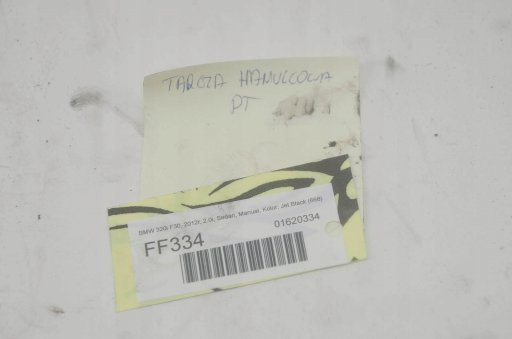 TARCZA HAMULCOWA
PT
BMW 320i F30, 2012r, 2.0i, Sedan, Manual, Kolor: Jet Black (668)
FF334
01620334